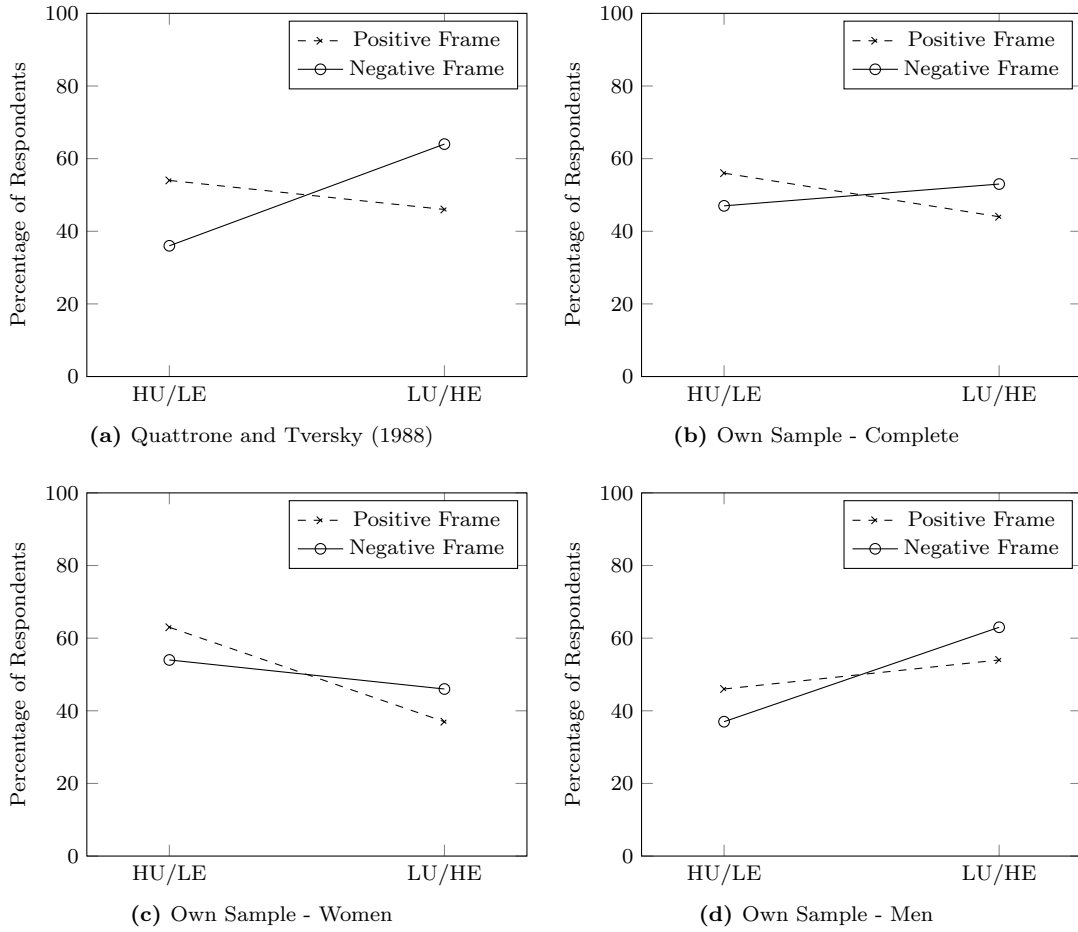 100
80
60
40
20
0
Percentage of Respondents
Positive Frame
Negative Frame
HU/LE LU/HE
(a) Quattrone and Tversky (1988)
100
80
60
40
20
0
Percentage of Respondents
Positive Frame
Negative Frame
HU/LE LU/HE
(b) Own Sample - Complete
100
80
60
40
20
0
Percentage of Respondents
Positive Frame
Negative Frame
HU/LE LU/HE
(c) Own Sample - Women
100
80
60
40
20
0
Percentage of Respondents
Positive Frame
Negative Frame
HU/LE LU/HE
(d) Own Sample - Men